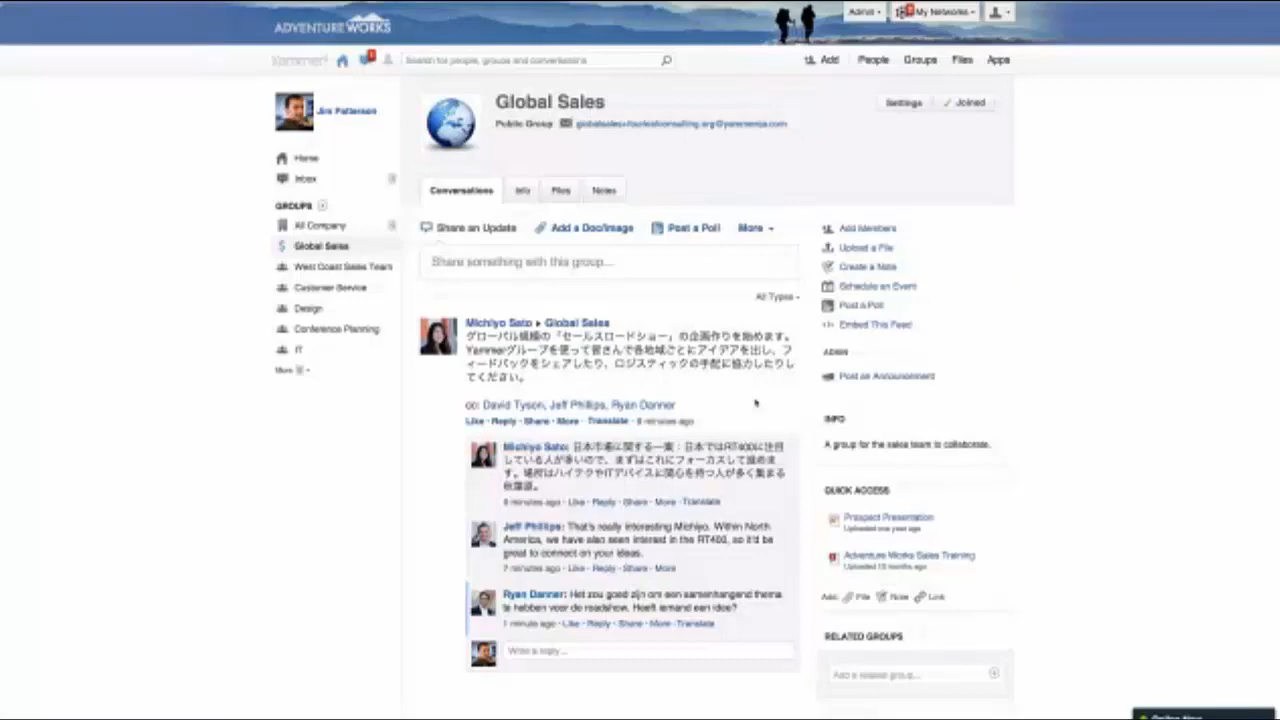 ADVENTUREWORKS
Admin
My Networks
Yammer
Search for people, groups and conversations
Add People Groups Files Apps
Jim Patterson
Home
Inbox
GROUPS
All Company
Global Sales
West Coast Sales Team
Customer Service
Design
Conference Planning
IT
More
Global Sales
Public Group
Settings
Joined
Conversations Info Files Notes
Share an Update Add a Doc/Image Post a Poll More
Share something with this group...
All Types
Michiyo Sato ▸ Global Sales
グローバル規模の「セールスロードショー」の企画作りを始めます。
Yammerグループを使って皆さんで各地域ごとにアイデアを出し、フ
ィードバックをシェアしたり、ロジスティックの手配に協力したりし
てください。
cc: David Tyson, Jeff Phillips, Ryan Danner
Like · Reply · Share · More · Translate · 8 minutes ago
Michiyo Sato: 日本市場に関する一案：日本ではRT400に注目
している人が多いので、まずはこれにフォーカスして進めま
す。場所はハイテクやITデバイスに関心を持つ人が多く集まる
秋葉原。
8 minutes ago · Like · Reply · Share · More · Translate
Jeff Phillips: That's really interesting Michiyo. Within North
America, we have also seen interest in the RT400, so it'd be
great to connect on your ideas.
7 minutes ago · Like · Reply · Share · More
Ryan Danner: Het zou goed zijn om een samenhangend thema
te hebben voor de roadshow. Heeft iemand een idee?
1 minute ago · Like · Reply · Share · More · Translate
Write a reply...
Add Members
Upload a File
Create a Note
Schedule an Event
Post a Poll
Embed This Feed
ADMIN
Post an Announcement
INFO
A group for the sales team to collaborate.
QUICK ACCESS
Prospect Presentation
Uploaded one year ago
Adventure Works Sales Training
Uploaded months ago
Add: File Note Link
RELATED GROUPS
Add a related group...
Online Now